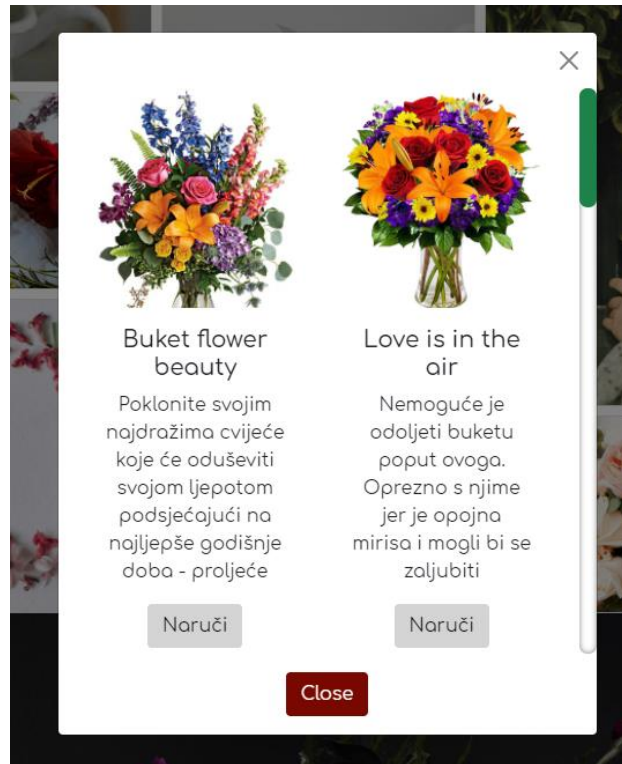 Buket flower
beauty
Poklonite svojim
najdražima cvijeće
koje će oduševiti
svojom ljepotom
podsjećajući na
najljepše godišnje
doba - proljeće
Naruči
Love is in the
air
Nemoguće je
odoljeti buketu
poput ovoga.
Oprezno s njime
jer je opojna
mirisa i mogli bi se
zaljubiti
Naruči
Close